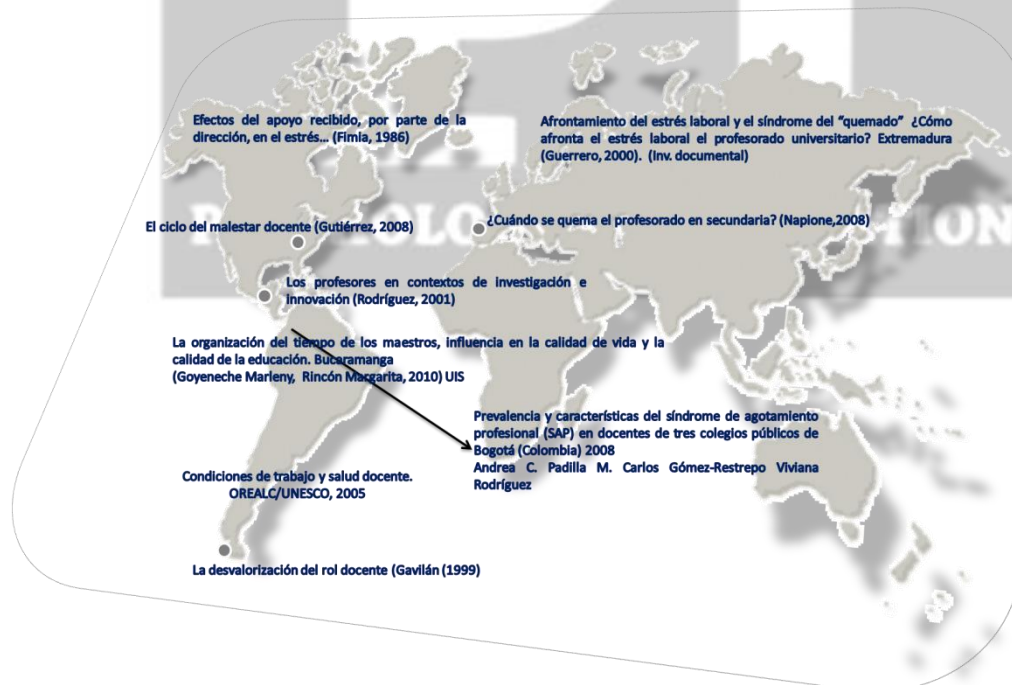 Efectos del apoyo recibido, por parte de la
dirección, en el estrés... (Fimia, 1986)
Afrontamiento del estrés laboral y el síndrome del "quemado" ¿Cómo
afronta el estrés laboral el profesorado universitario? Extremadura
(Guerrero, 2000). (Inv. documental)
El ciclo del malestar docente (Gutiérrez, 2008)
¿Cuándo se quema el profesorado en secundaria? (Napione,2008)
Los profesores en contextos de investigación e
innovación (Rodríguez, 2001)
La organización del tiempo de los maestros, influencia en la calidad de vida y la
calidad de la educación. Bucaramanga
(Goyeneche Marleny, Rincón Margarita, 2010) UIS
Prevalencia y características del síndrome de agotamiento
profesional (SAP) en docentes de tres colegios públicos de
Bogotá (Colombia) 2008
Andrea C. Padilla M. Carlos Gómez-Restrepo Viviana
Rodríguez
Condiciones de trabajo y salud docente.
OREALC/UNESCO, 2005
La desvalorización del rol docente (Gavilán (1999)